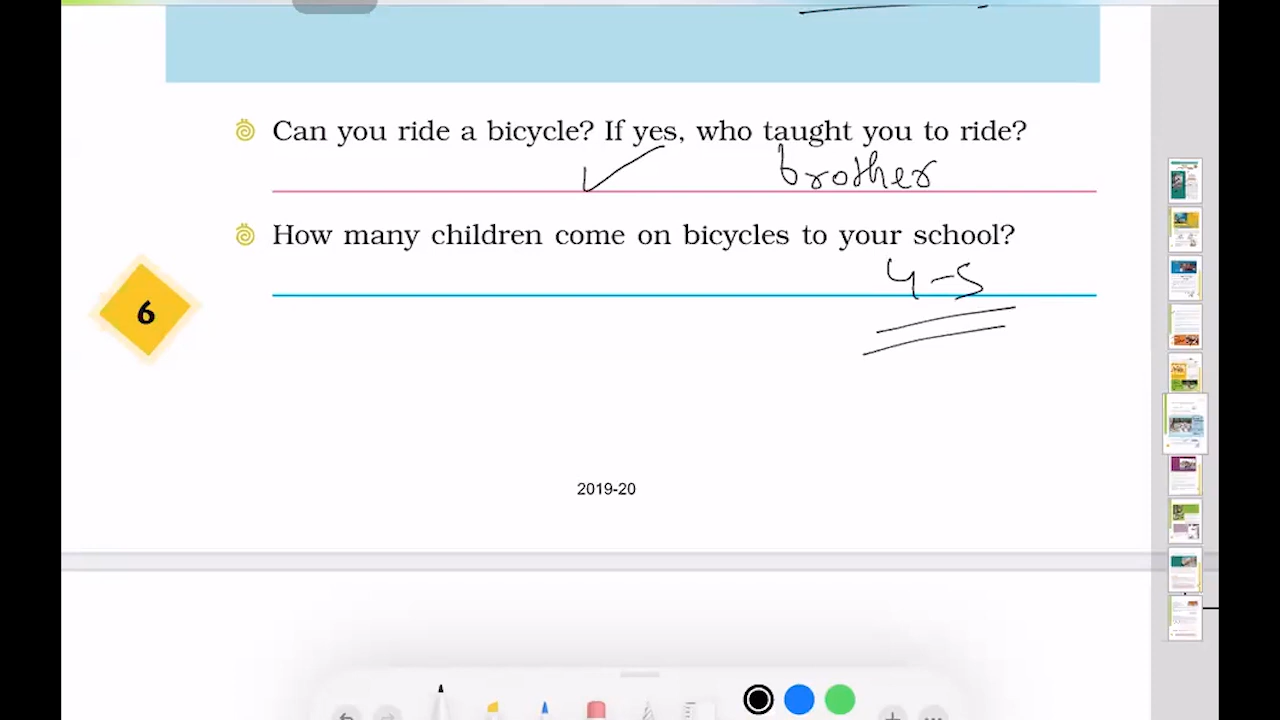 Can you ride a bicycle? If yes, who taught you to ride?
brother
How many children come on bicycles to your school?
4-5
6
2019-20